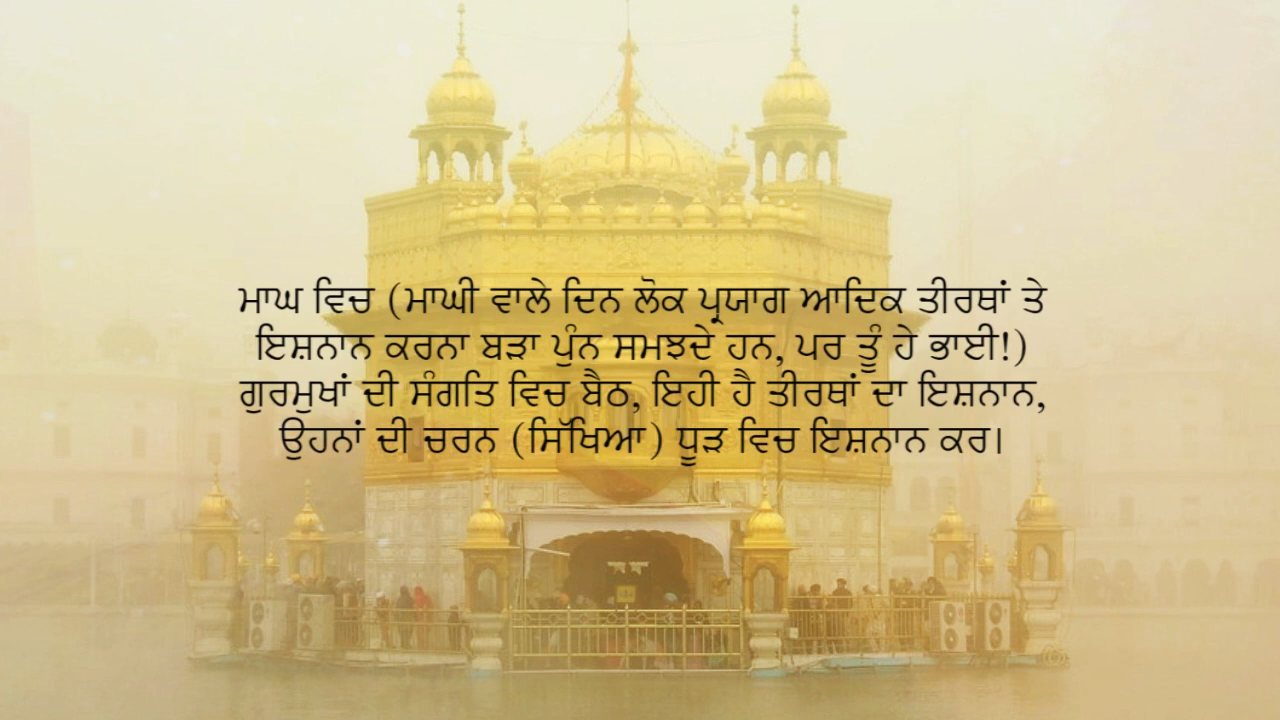 ਮਾਘ ਵਿਚ (ਮਾਘੀ ਵਾਲੇ ਦਿਨ ਲੋਕ ਪ੍ਰਯਾਗ ਆਦਿਕ ਤੀਰਥਾਂ ਤੇ
ਇਸ਼ਨਾਨ ਕਰਨਾ ਬੜਾ ਪੁੰਨ ਸਮਝਦੇ ਹਨ, ਪਰ ਤੂੰ ਹੇ ਭਾਈ!)
ਗੁਰਮੁਖਾਂ ਦੀ ਸੰਗਤਿ ਵਿਚ ਬੈਠ, ਇਹੀ ਹੈ ਤੀਰਥਾਂ ਦਾ ਇਸ਼ਨਾਨ,
ਉਹਨਾਂ ਦੀ ਚਰਨ (ਸਿੱਖਿਆ) ਧੂੜ ਵਿਚ ਇਸ਼ਨਾਨ ਕਰ।